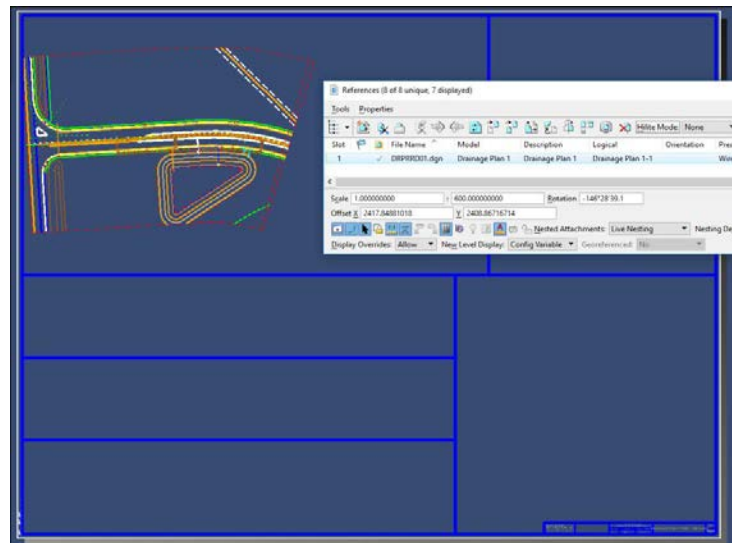 References (8 of 8 unique, 7 displayed)
Tools Properties
Hilite Mode: None
Slot File Name Model Description Logical Orientation
1 DRPRRD01.dgn Drainage Plan 1 Drainage Plan 1 Drainage Plan 1-1
Scale 1.000000000 : 600.000000000 Rotation -146°28'39.1
Offset X 2417.84881018 Y 2408.86716714
Nested Attachments: Live Nesting Nesting De
Display Overrides: Allow New Level Display: Config Variable Georeferenced: No